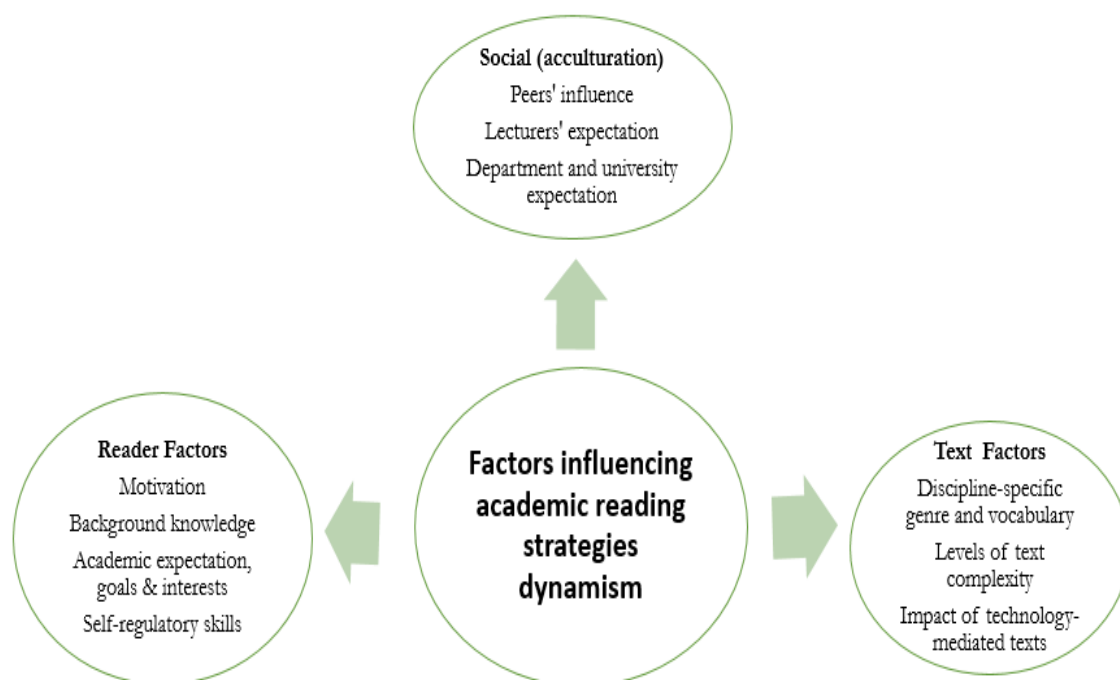 Social (acculturation)
Peers' influence
Lecturers' expectation
Department and university
expectation
Reader Factors
Motivation
Background knowledge
Academic expectation,
goals & interests
Self-regulatory skills
Factors influencing
academic reading
strategies
dynamism
Text Factors
Discipline-specific
genre and vocabulary
Levels of text
complexity
Impact of technology-
mediated texts